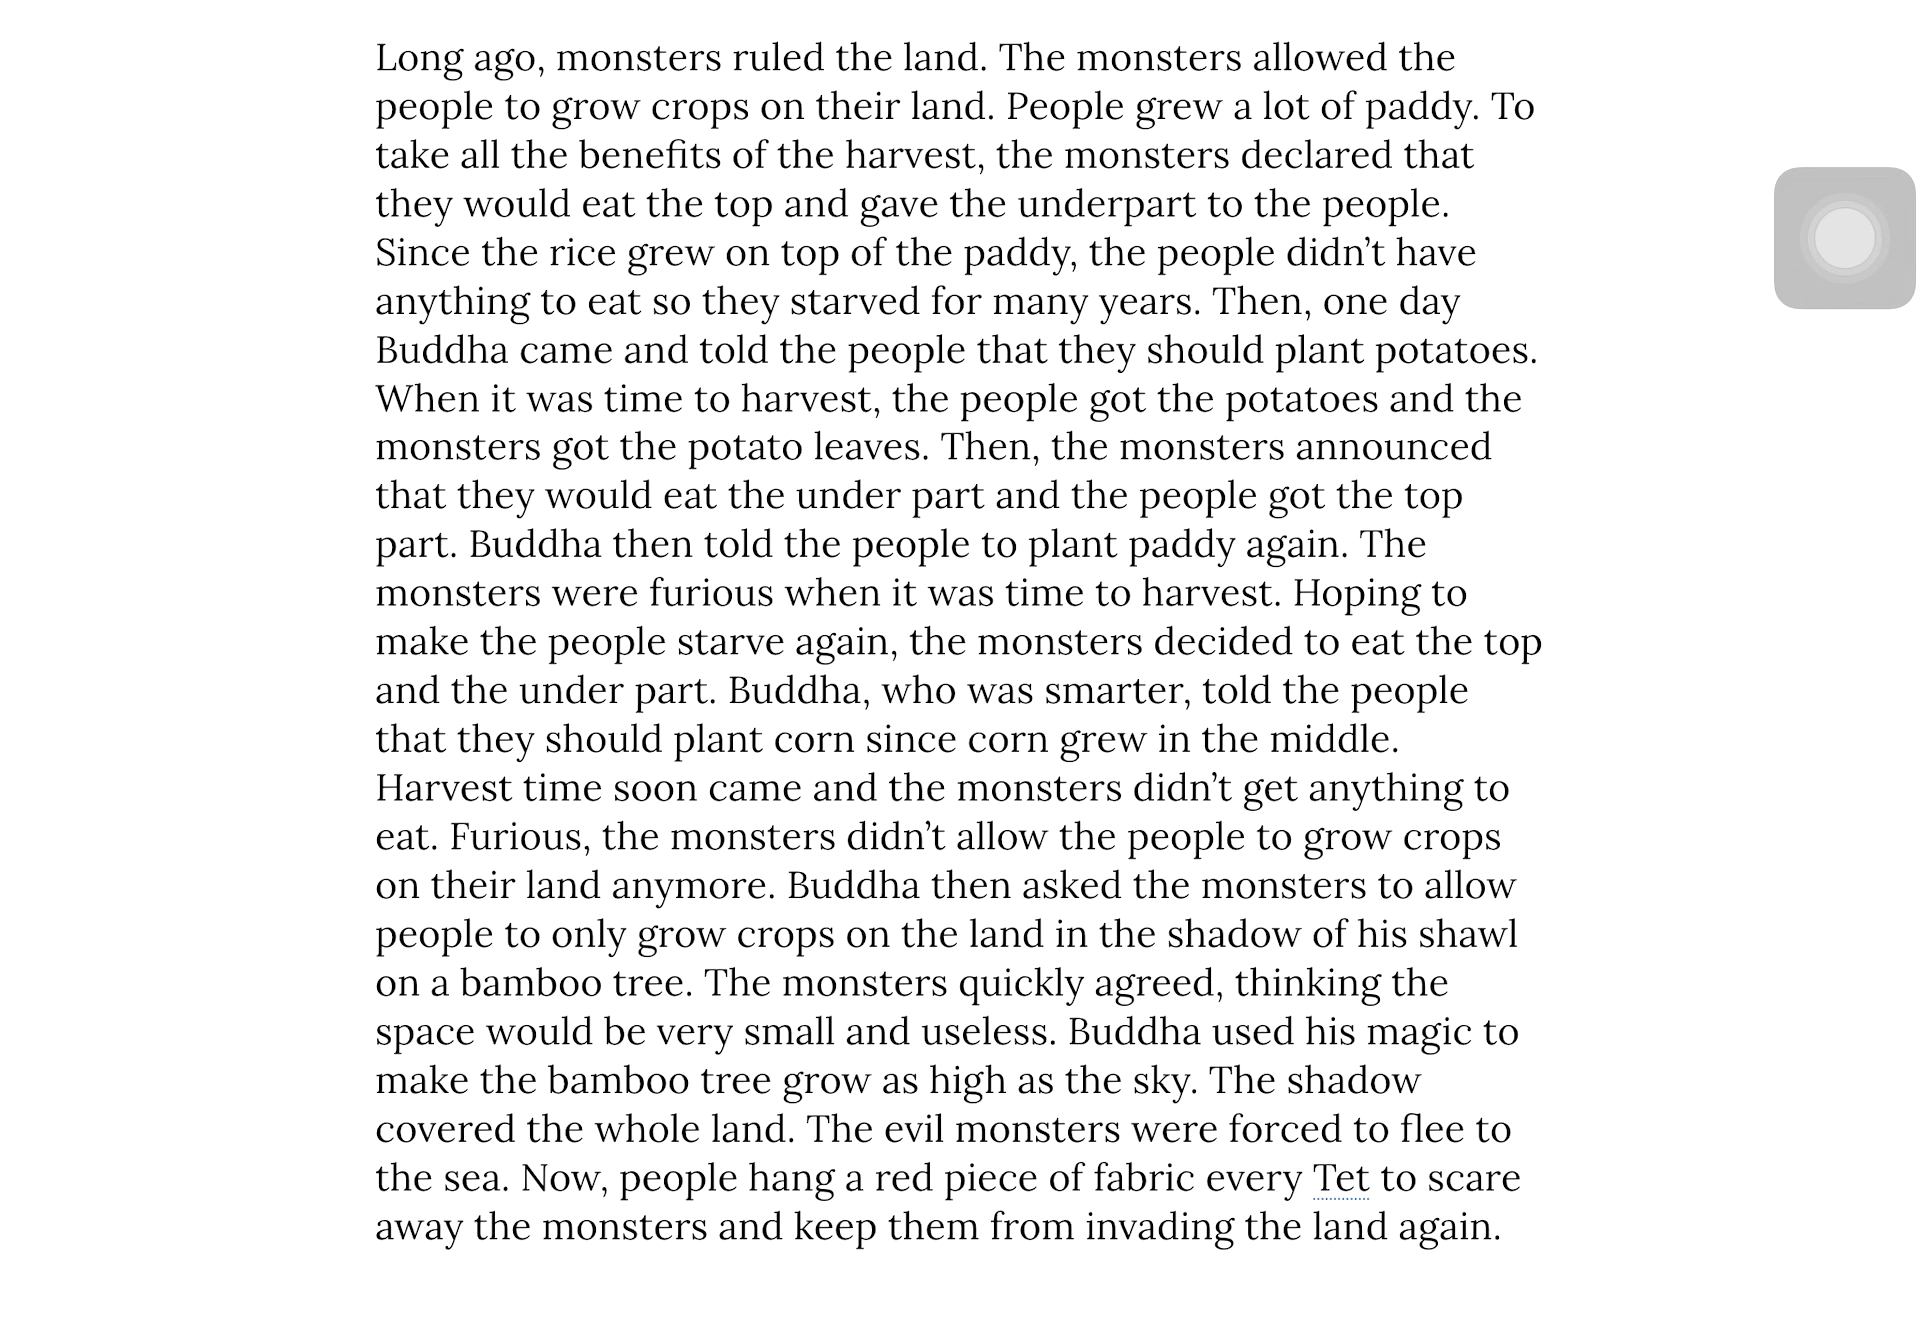 Long ago, monsters ruled the land. The monsters allowed the
people to grow crops on their land. People grew a lot of paddy. To
take all the benefits of the harvest, the monsters declared that
they would eat the top and gave the underpart to the people.
Since the rice grew on top of the paddy, the people didn’t have
anything to eat so they starved for many years. Then, one day
Buddha came and told the people that they should plant potatoes.
When it was time to harvest, the people got the potatoes and the
monsters got the potato leaves. Then, the monsters announced
that they would eat the under part and the people got the top
part. Buddha then told the people to plant paddy again. The
monsters were furious when it was time to harvest. Hoping to
make the people starve again, the monsters decided to eat the top
and the under part. Buddha, who was smarter, told the people
that they should plant corn since corn grew in the middle.
Harvest time soon came and the monsters didn’t get anything to
eat. Furious, the monsters didn’t allow the people to grow crops
on their land anymore. Buddha then asked the monsters to allow
people to only grow crops on the land in the shadow of his shawl
on a bamboo tree. The monsters quickly agreed, thinking the
space would be very small and useless. Buddha used his magic to
make the bamboo tree grow as high as the sky. The shadow
covered the whole land. The evil monsters were forced to flee to
the sea. Now, people hang a red piece of fabric every Tet to scare
away the monsters and keep them from invading the land again.